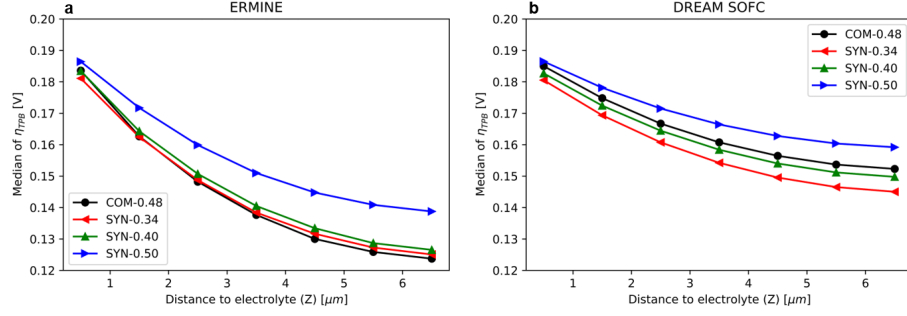 a
ERMINE
0.20
0.19
0.18
0.17
0.16
0.15
0.14
0.13
0.12
Median of η_TPB [V]
COM-0.48
SYN-0.34
SYN-0.40
SYN-0.50
1 2 3 4 5 6
Distance to electrolyte (Z) [μm]
b
DREAM SOFC
0.20
0.19
0.18
0.17
0.16
0.15
0.14
0.13
0.12
Median of η_TPB [V]
COM-0.48
SYN-0.34
SYN-0.40
SYN-0.50
1 2 3 4 5 6
Distance to electrolyte (Z) [μm]